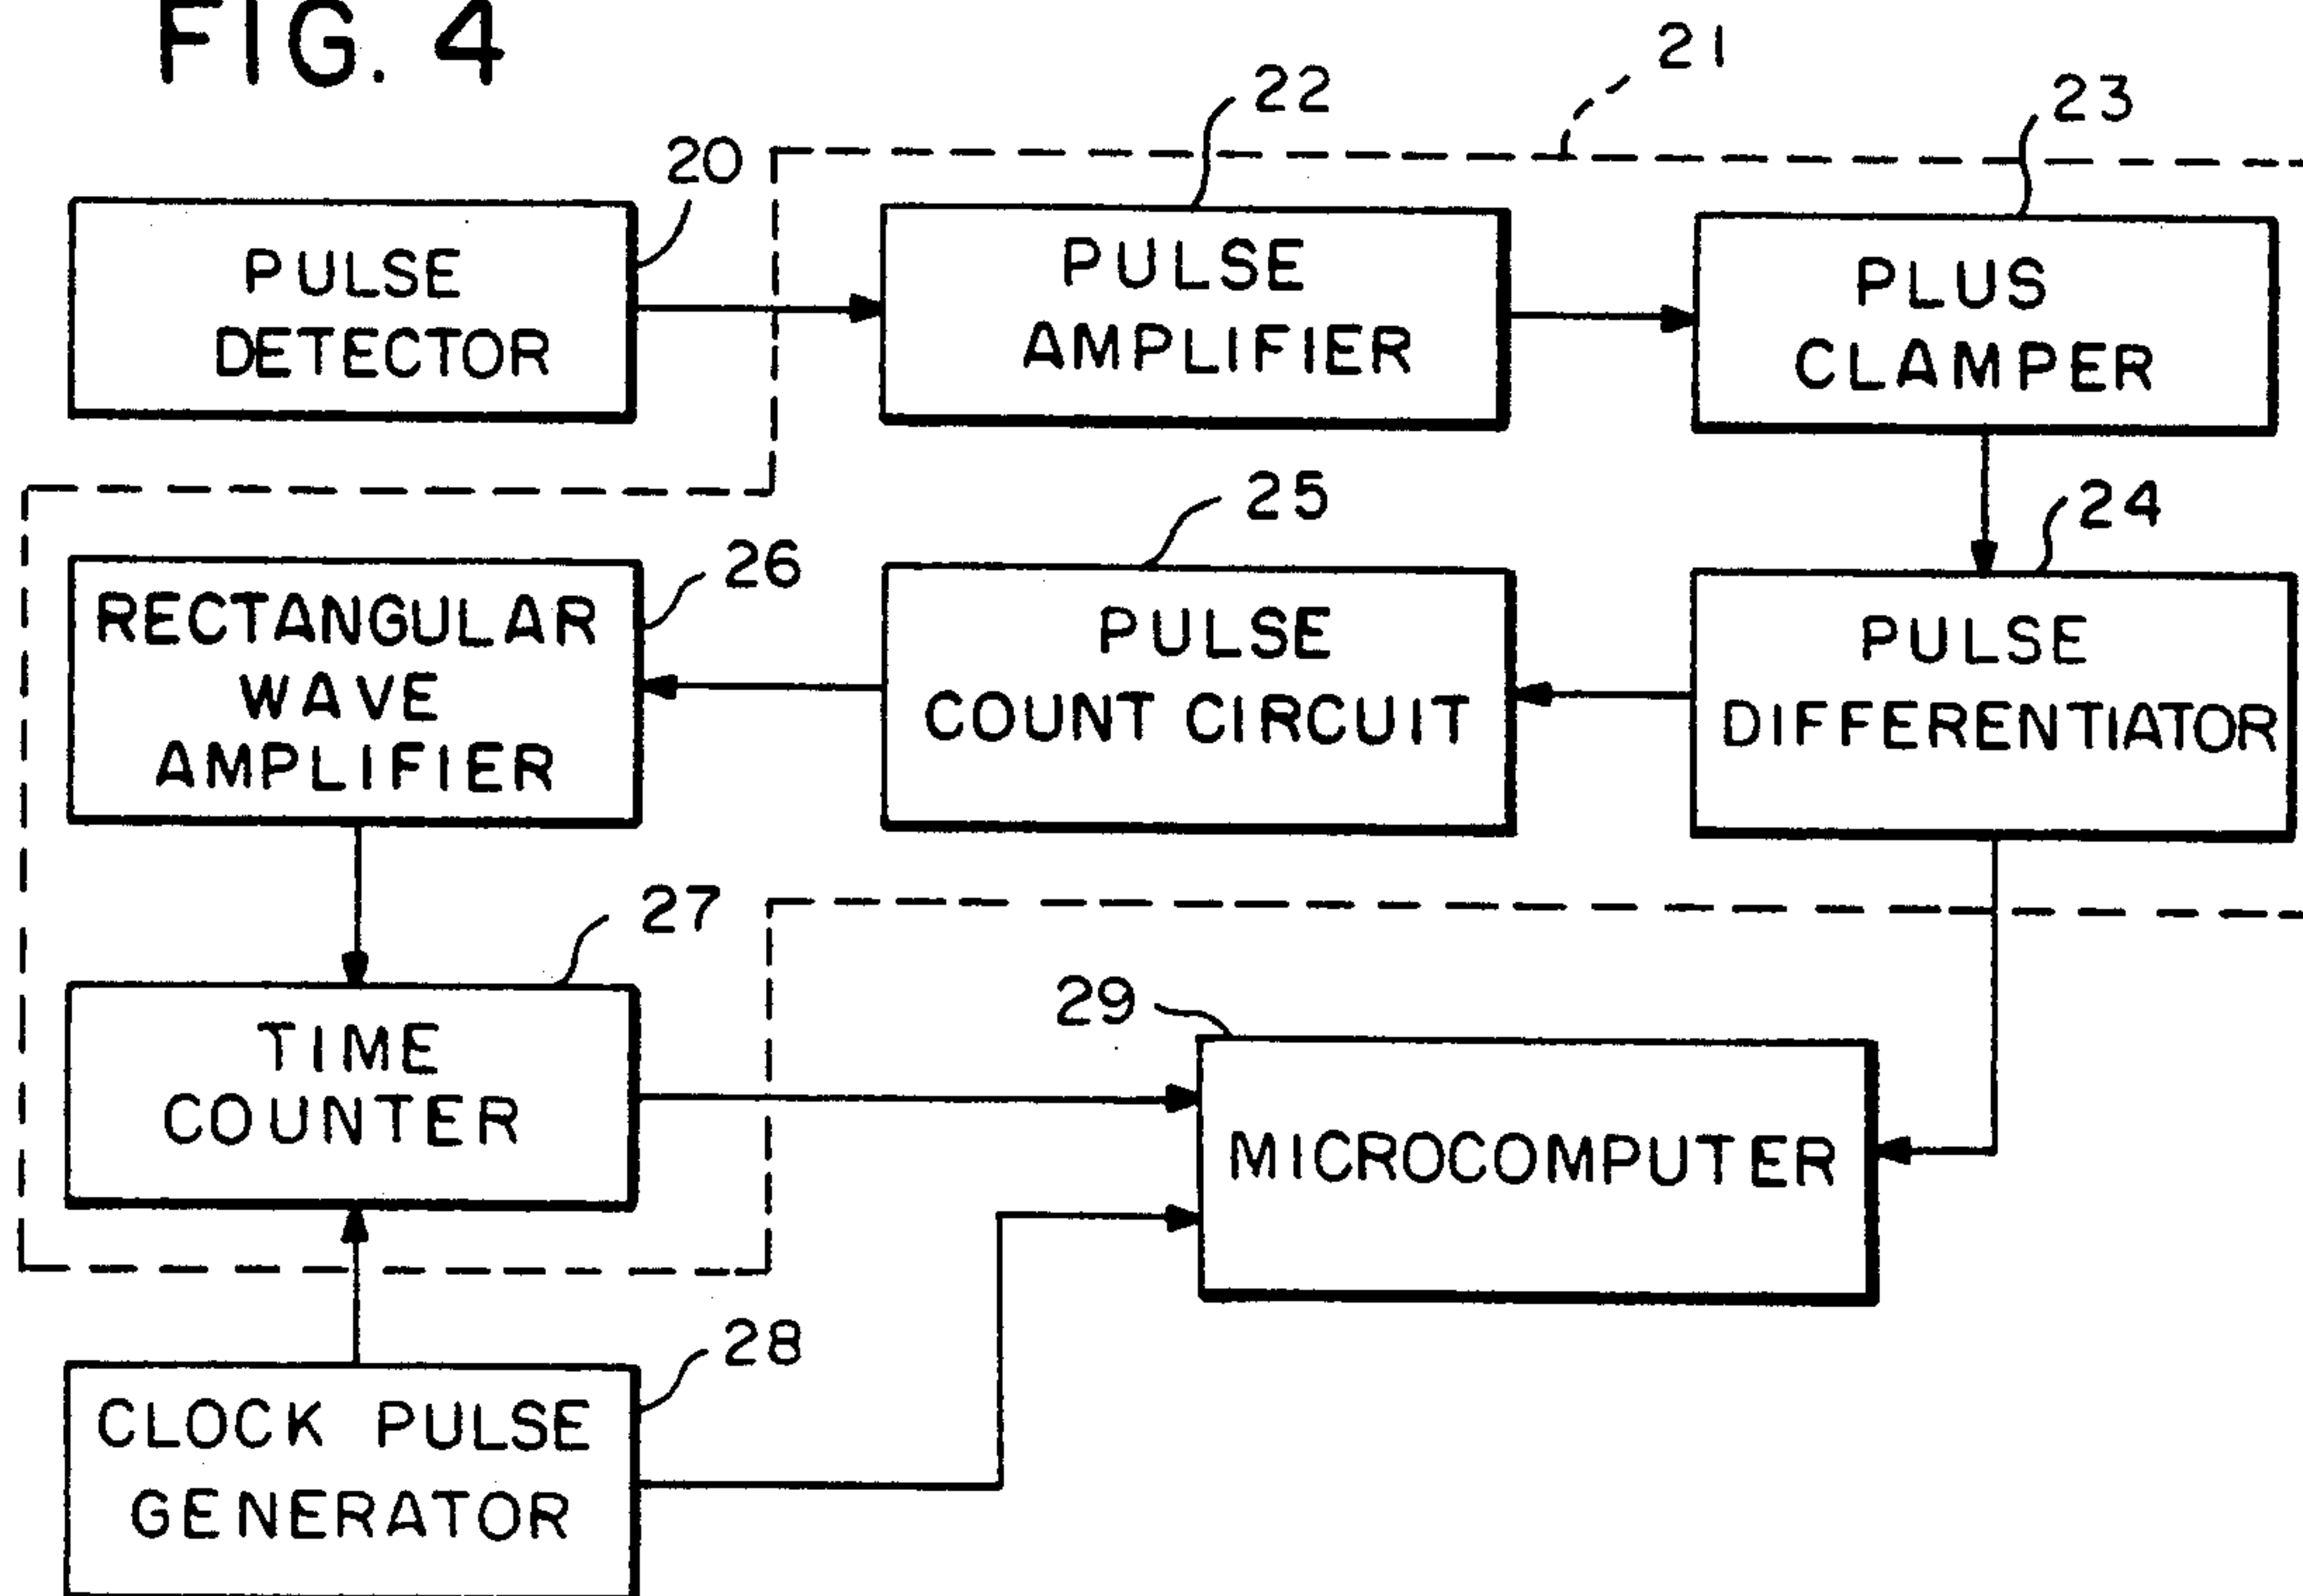 FIG. 4
21
22
23
20
PULSE
DETECTOR
PULSE
AMPLIFIER
PLUS
CLAMPER
25
24
26
RECTANGULAR
WAVE
AMPLIFIER
PULSE
COUNT CIRCUIT
PULSE
DIFFERENTIATOR
27
29
TIME
COUNTER
MICROCOMPUTER
28
CLOCK PULSE
GENERATOR